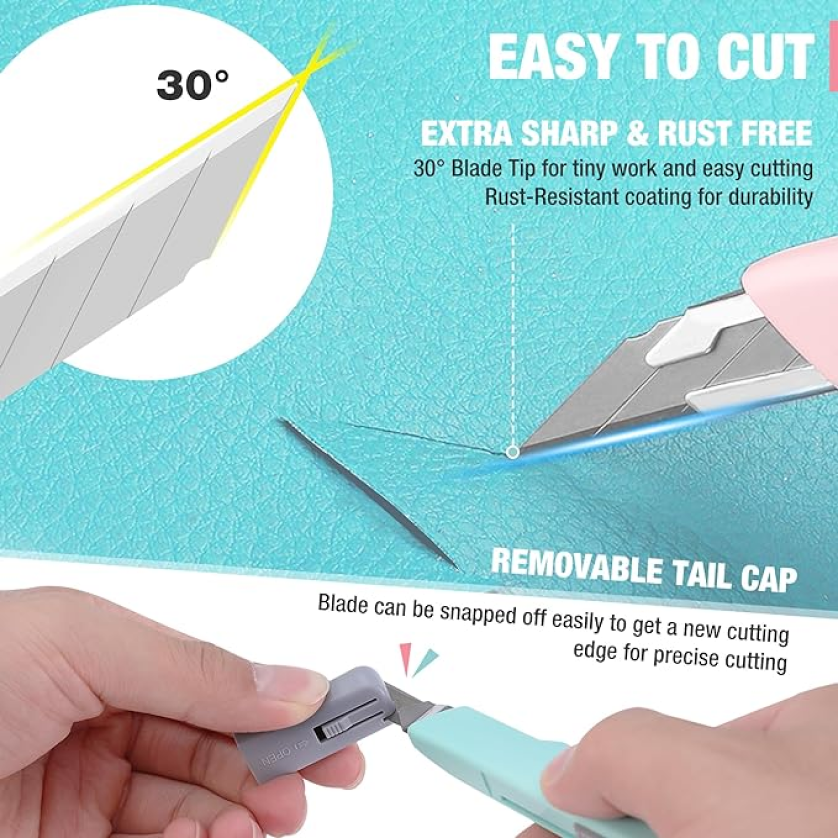 30°
EASY TO CUT
EXTRA SHARP & RUST FREE
30° Blade Tip for tiny work and easy cutting
Rust-Resistant coating for durability
REMOVABLE TAIL CAP
Blade can be snapped off easily to get a new cutting
edge for precise cutting
OPEN